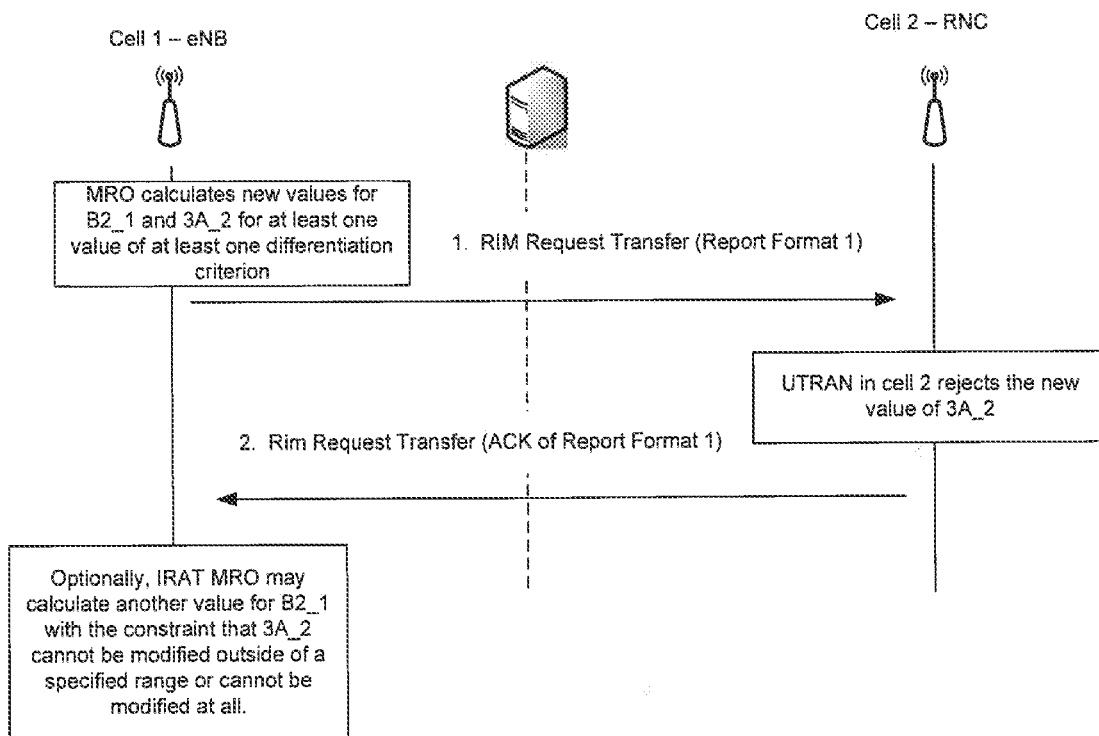 Cell 1 – eNB
Cell 2 – RNC
MRO calculates new values for
B2_1 and 3A_2 for at least one
value of at least one differentiation
criterion
1. RIM Request Transfer (Report Format 1)
UTRAN in cell 2 rejects the new
value of 3A_2
2. Rim Request Transfer (ACK of Report Format 1)
Optionally, IRAT MRO may
calculate another value for B2_1
with the constraint that 3A_2
cannot be modified outside of a
specified range or cannot be
modified at all.